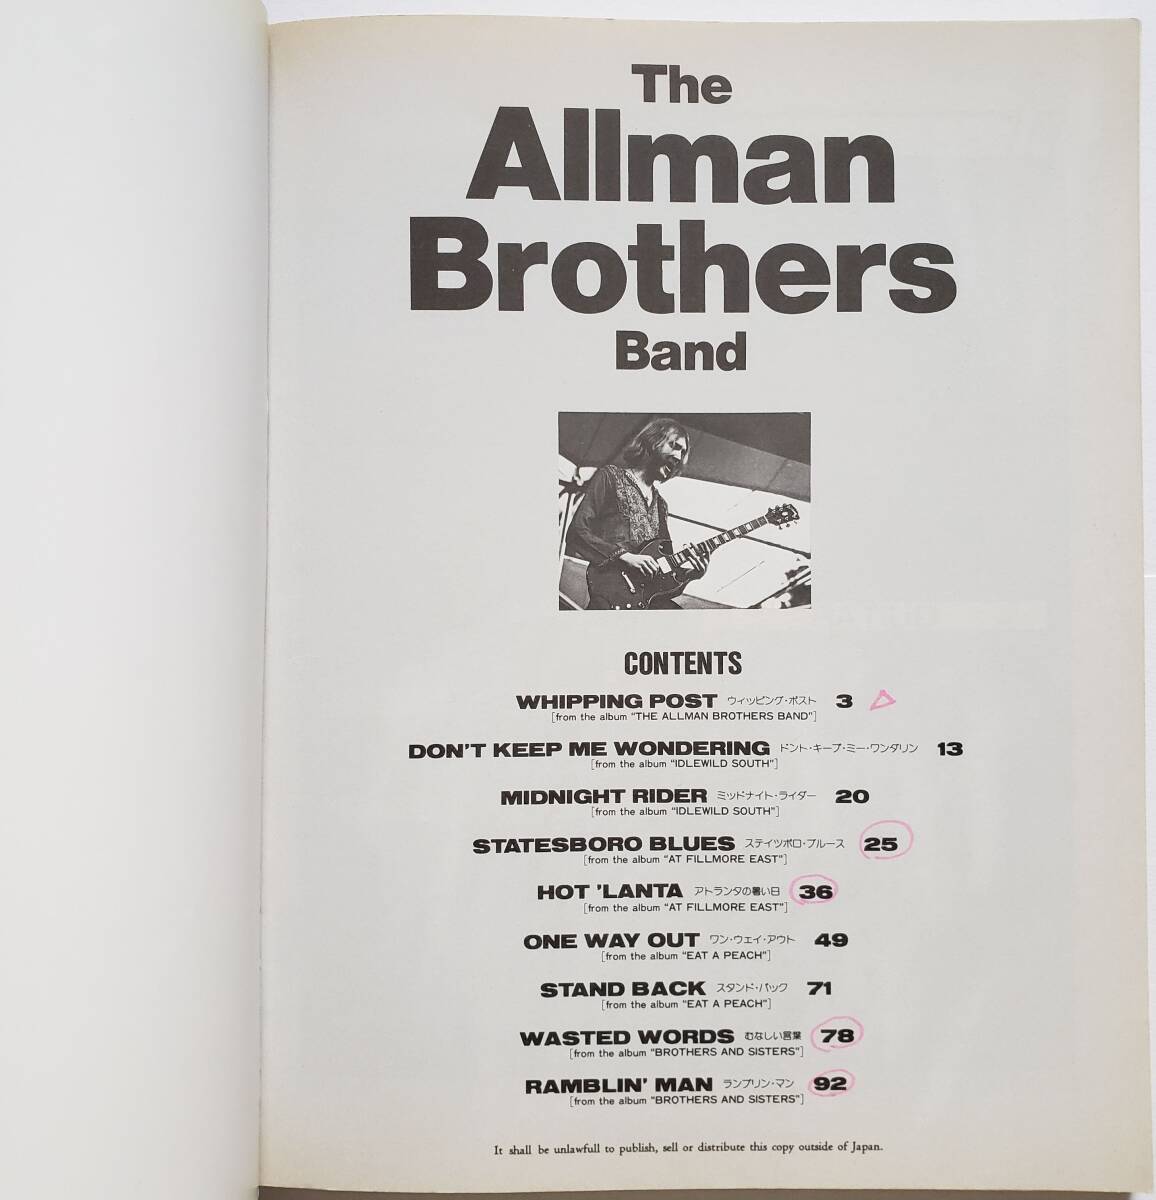 The
Allman
Brothers
Band
CONTENTS
WHIPPING POST ウィッピング・ポスト 3
[from the album "THE ALLMAN BROTHERS BAND"]
DON'T KEEP ME WONDERING ドント・キープ・ミー・ワンダリン 13
[from the album "IDLEWILD SOUTH"]
MIDNIGHT RIDER ミッドナイト・ライダー 20
[from the album "IDLEWILD SOUTH"]
STATESBORO BLUES ステイツボロ・ブルース 25
[from the album "AT FILLMORE EAST"]
HOT 'LANTA アトランタの暑い日 36
[from the album "AT FILLMORE EAST"]
ONE WAY OUT ワン・ウェイ・アウト 49
[from the album "EAT A PEACH"]
STAND BACK スタンド・バック 71
[from the album "EAT A PEACH"]
WASTED WORDS むなしい言葉 78
[from the album "BROTHERS AND SISTERS"]
RAMBLIN' MAN ランブリン・マン 92
[from the album "BROTHERS AND SISTERS"]
It shall be unlawfull to publish, sell or distribute this copy outside of Japan.